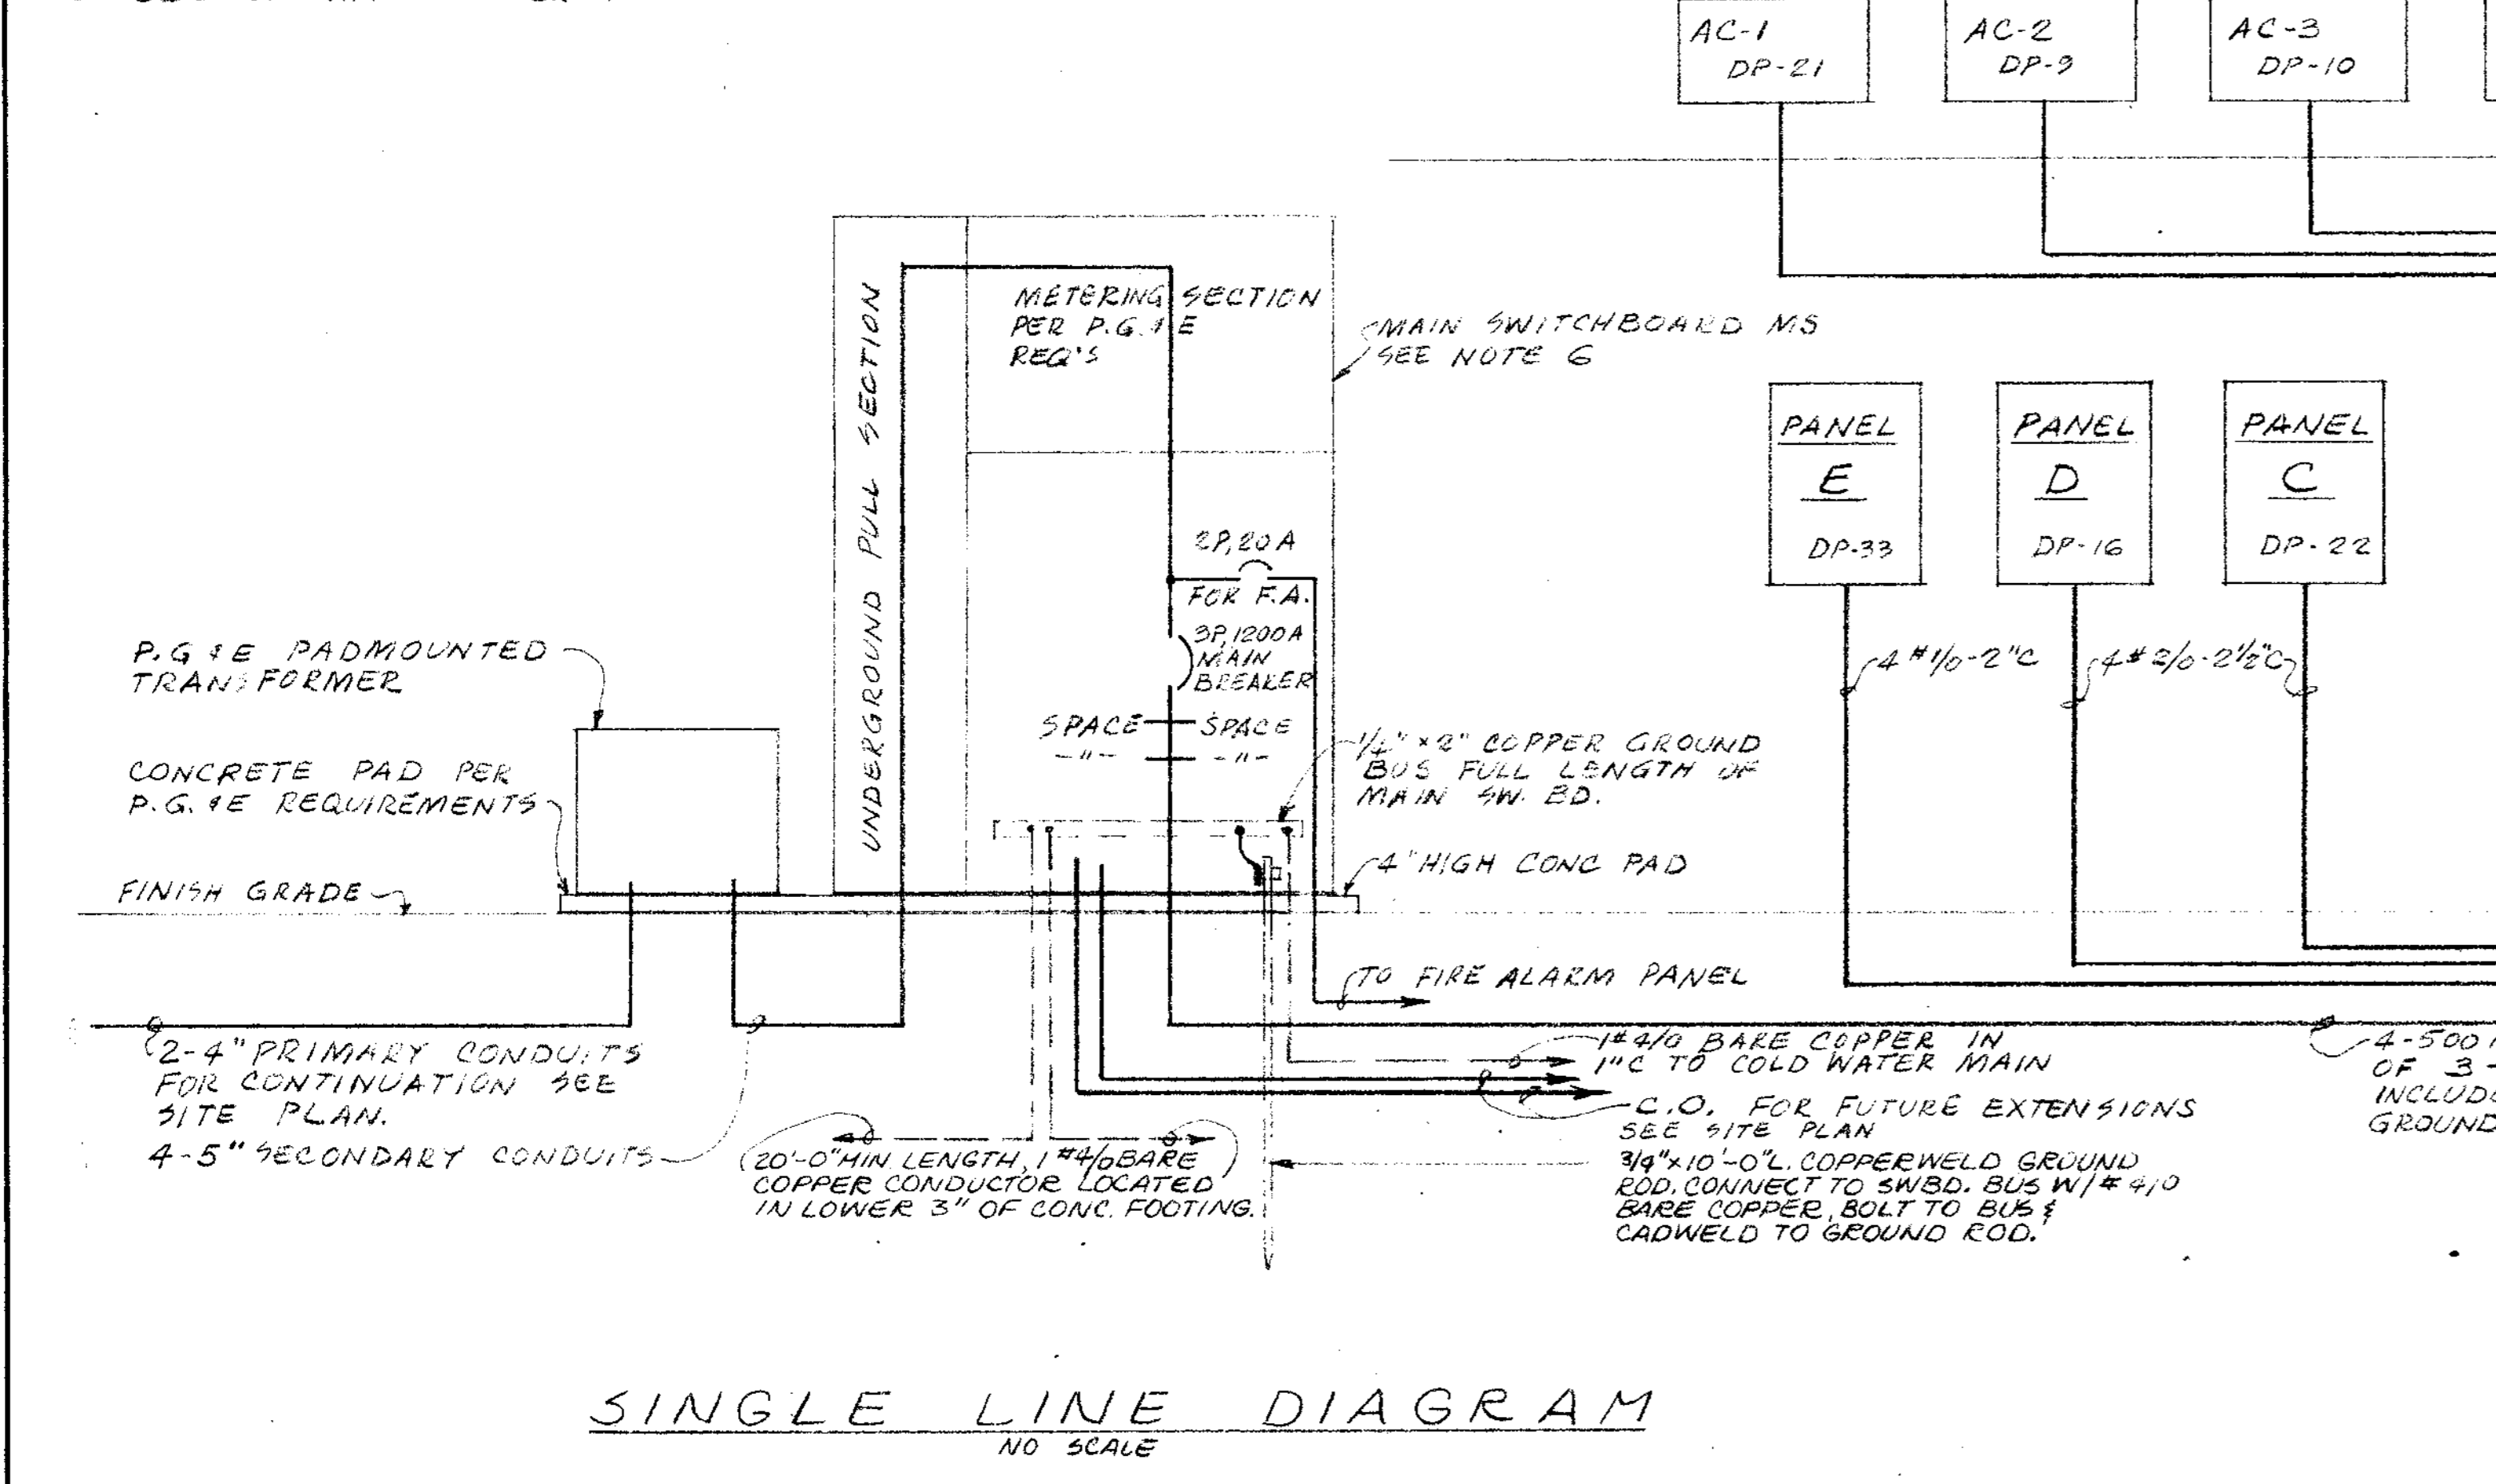 AC-1
DP-21
AC-2
DP-9
AC-3
DP-10
UNDERGROUND PULL SECTION
METERING SECTION
PER P.G.&E
REQ'S
MAIN SWITCHBOARD MS
SEE NOTE 6
PANEL
E
DP-33
PANEL
D
DP-16
PANEL
C
DP-22
2P,20A
FOR F.A.
3P,1200A
MAIN
BREAKER
SPACE
SPACE
-"-
-"-
4#1/0-2"C
4#2/0-2½"C
P.G&E PADMOUNTED
TRANSFORMER
CONCRETE PAD PER
P.G.&E REQUIREMENTS
FINISH GRADE
1/4"×2" COPPER GROUND
BUS FULL LENGTH OF
MAIN SW. BD.
4"HIGH CONC PAD
TO FIRE ALARM PANEL
2-4"PRIMARY CONDUITS
FOR CONTINUATION SEE
SITE PLAN.
4-5"SECONDARY CONDUITS
20'-0"MIN. LENGTH, 1#4/0 BARE
COPPER CONDUCTOR LOCATED
IN LOWER 3" OF CONC. FOOTING.
1#4/0 BARE COPPER IN
1"C TO COLD WATER MAIN
C.O. FOR FUTURE EXTENSIONS
SEE SITE PLAN
3/4"×10'-0"L. COPPERWELD GROUND
ROD. CONNECT TO SWBD. BUS W/#4/0
BARE COPPER, BOLT TO BUS &
CADWELD TO GROUND ROD.
4-500
OF 3-
INCLUD
GROUND
SINGLE LINE DIAGRAM
NO SCALE